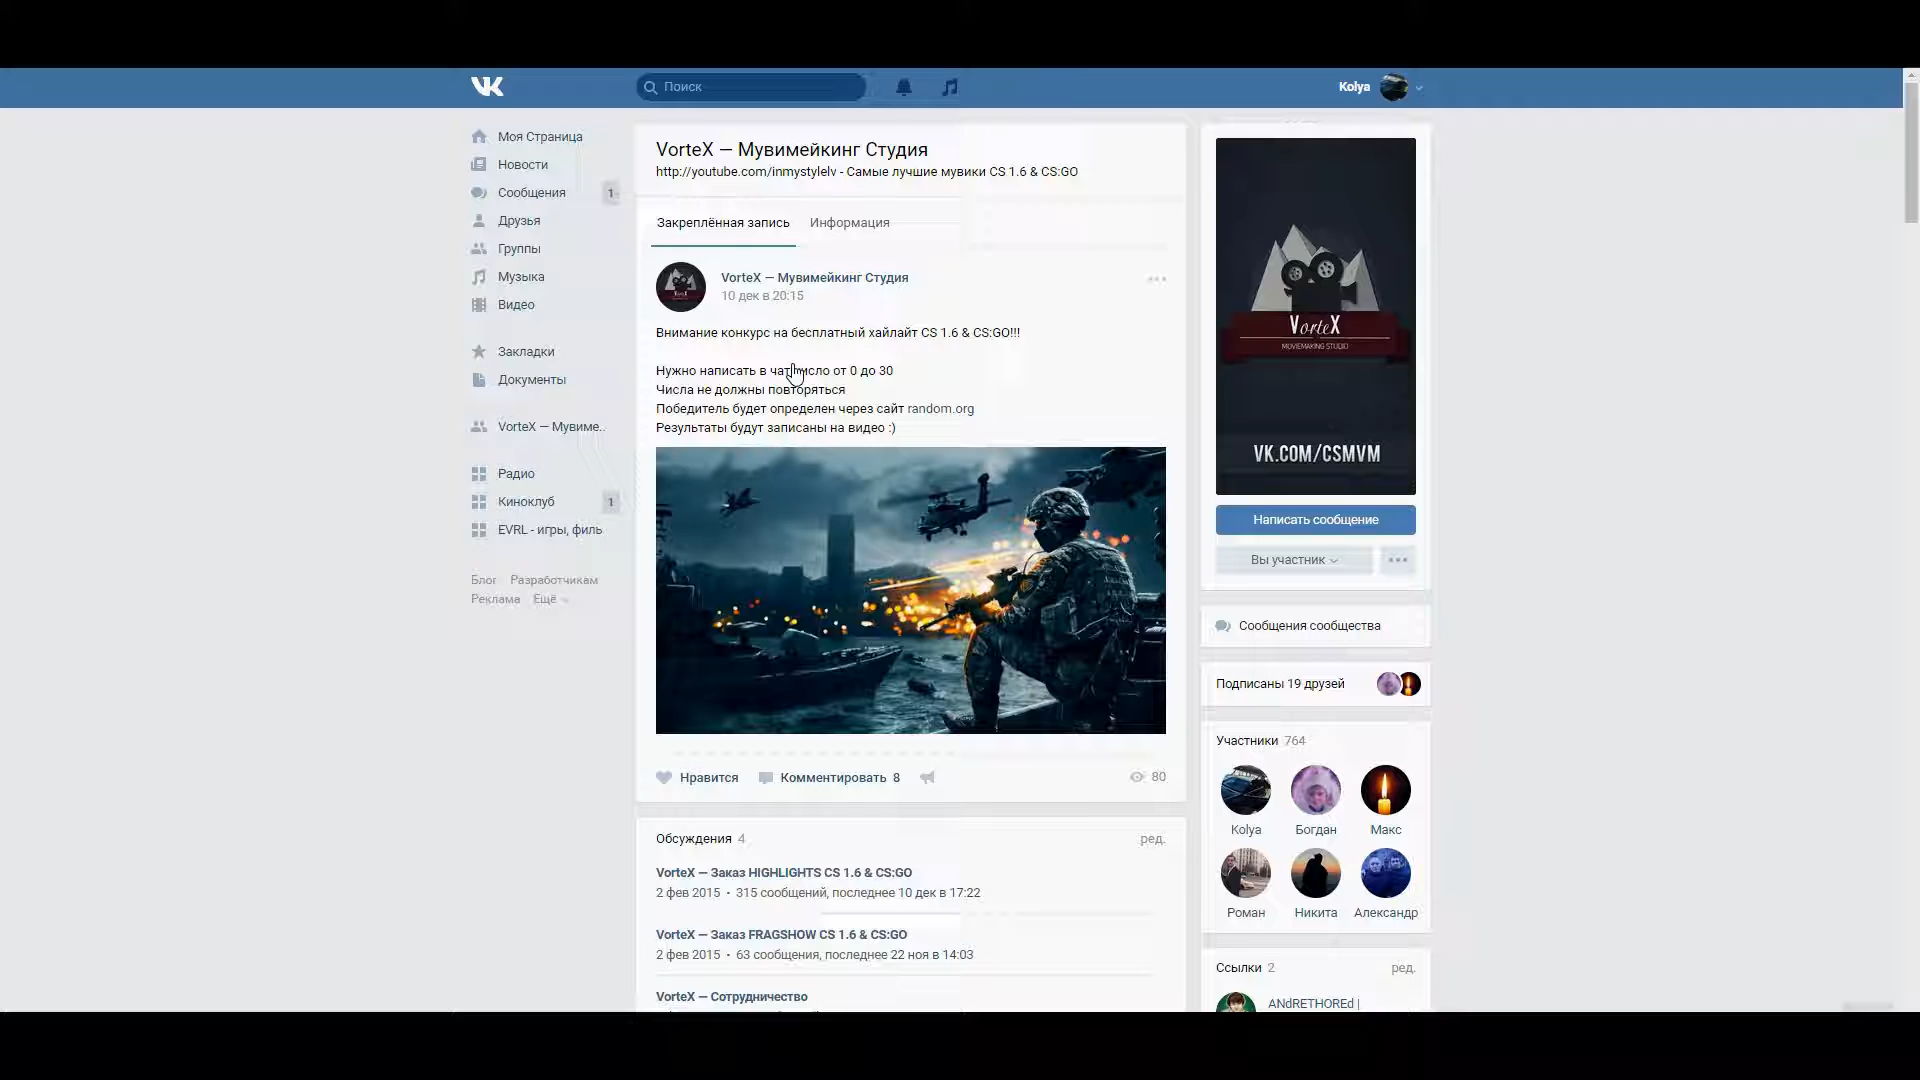 Поиск
Kolya
Моя Страница
Новости
Сообщения 1
Друзья
Группы
Музыка
Видео
Закладки
Документы
VorteX — Мувиме..
Радио
Киноклуб 1
EVRL - игры, филь
Блог Разработчикам
Реклама Ещё
VorteX — Мувимейкинг Студия
http://youtube.com/inmystylelv - Самые лучшие мувики CS 1.6 & CS:GO
Закреплённая запись Информация
VorteX — Мувимейкинг Студия
10 дек в 20:15
Внимание конкурс на бесплатный хайлайт CS 1.6 & CS:GO!!!
Нужно написать в чат число от 0 до 30
Числа не должны повторяться
Победитель будет определен через сайт random.org
Результаты будут записаны на видео :)
Нравится Комментировать 8 80
Обсуждения 4 ред.
VorteX — Заказ HIGHLIGHTS CS 1.6 & CS:GO
2 фев 2015 • 315 сообщений, последнее 10 дек в 17:22
VorteX — Заказ FRAGSHOW CS 1.6 & CS:GO
2 фев 2015 • 63 сообщения, последнее 22 ноя в 14:03
VorteX — Сотрудничество
VorteX
MOVIEMAKING STUDIO
VK.COM/CSMVM
Написать сообщение
Вы участник
Сообщения сообщества
Подписаны 19 друзей
Участники 764
Kolya Богдан Макс
Роман Никита Александр
Ссылки 2 ред.
ANdRETHOREd |